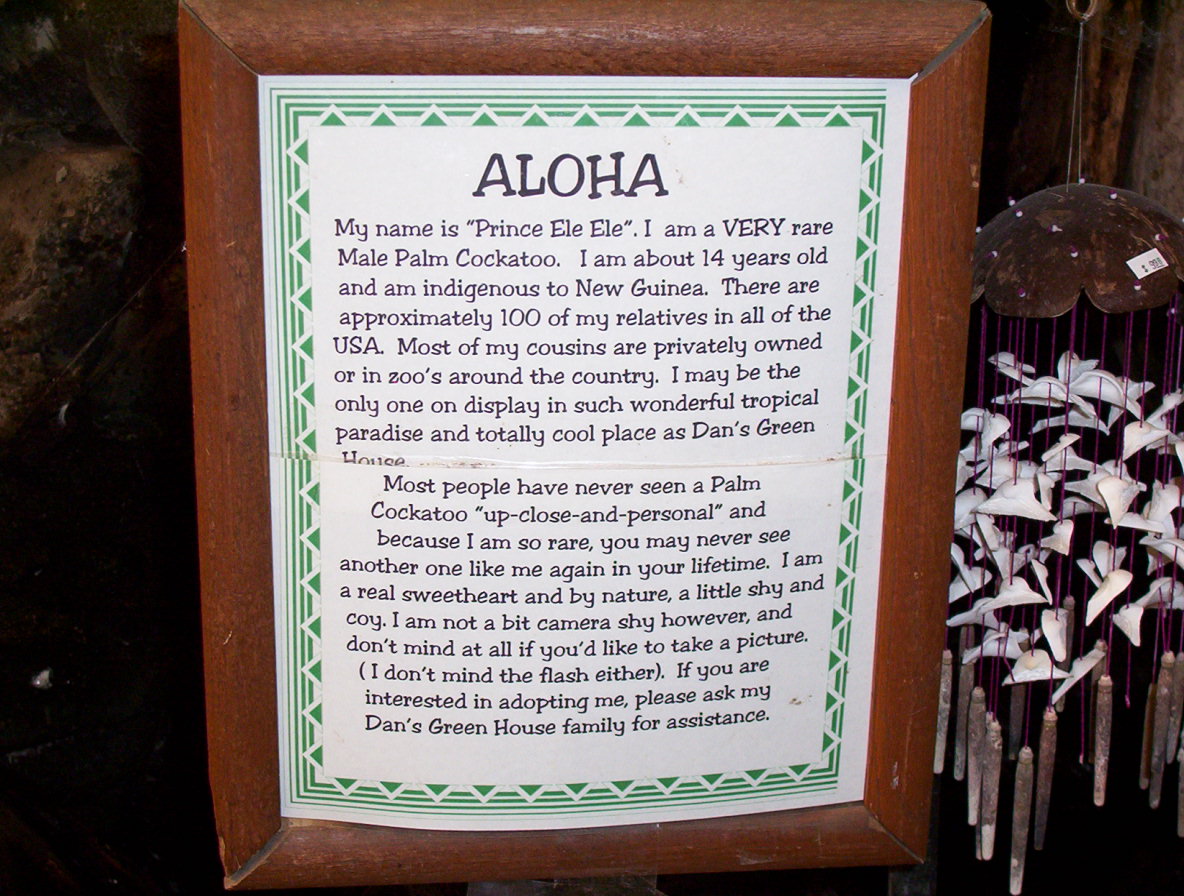 ALOHA
My name is "Prince Ele Ele". I am a VERY rare
Male Palm Cockatoo. I am about 14 years old
and am indigenous to New Guinea. There are
approximately 100 of my relatives in all of the
USA. Most of my cousins are privately owned
or in zoo's around the country. I may be the
only one on display in such wonderful tropical
paradise and totally cool place as Dan's Green
House.
Most people have never seen a Palm
Cockatoo "up-close-and-personal" and
because I am so rare, you may never see
another one like me again in your lifetime. I am
a real sweetheart and by nature, a little shy and
coy. I am not a bit camera shy however, and
don't mind at all if you'd like to take a picture.
( I don't mind the flash either). If you are
interested in adopting me, please ask my
Dan's Green House family for assistance.